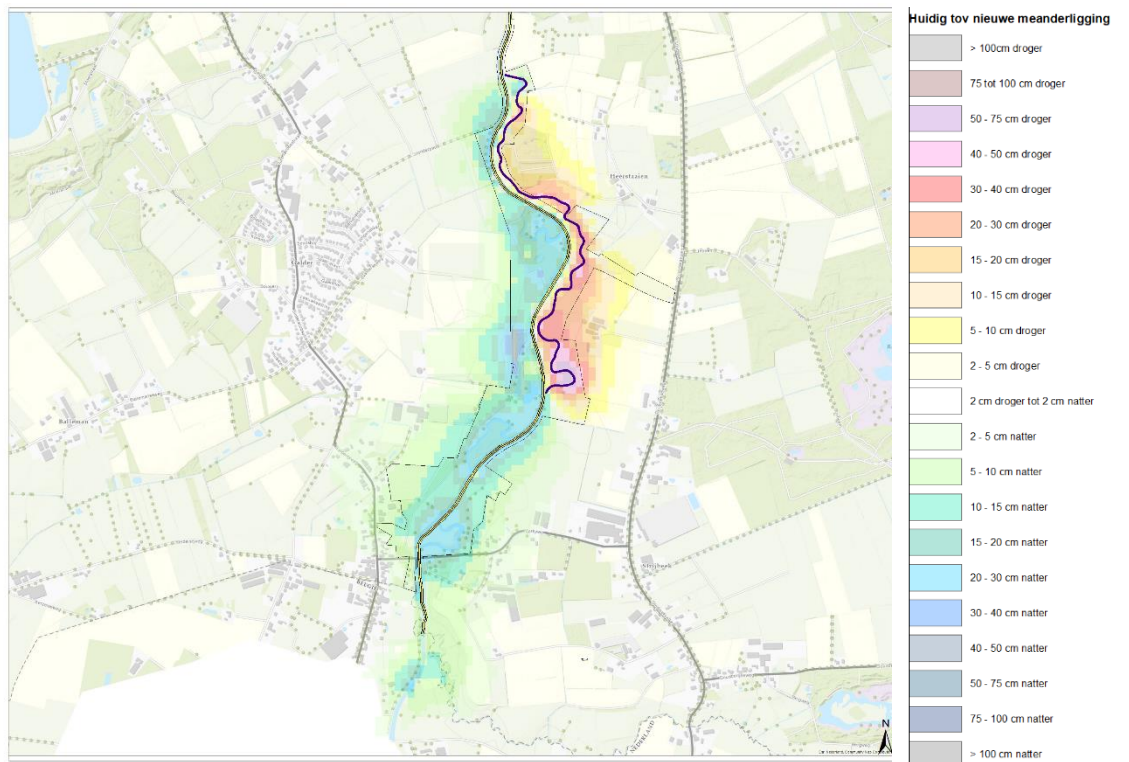 Huidig tov nieuwe meanderligging
> 100cm droger
75 tot 100 cm droger
50 - 75 cm droger
40 - 50 cm droger
30 - 40 cm droger
20 - 30 cm droger
15 - 20 cm droger
10 - 15 cm droger
5 - 10 cm droger
2 - 5 cm droger
2 cm droger tot 2 cm natter
2 - 5 cm natter
5 - 10 cm natter
10 - 15 cm natter
15 - 20 cm natter
20 - 30 cm natter
30 - 40 cm natter
40 - 50 cm natter
50 - 75 cm natter
75 - 100 cm natter
> 100 cm natter
N